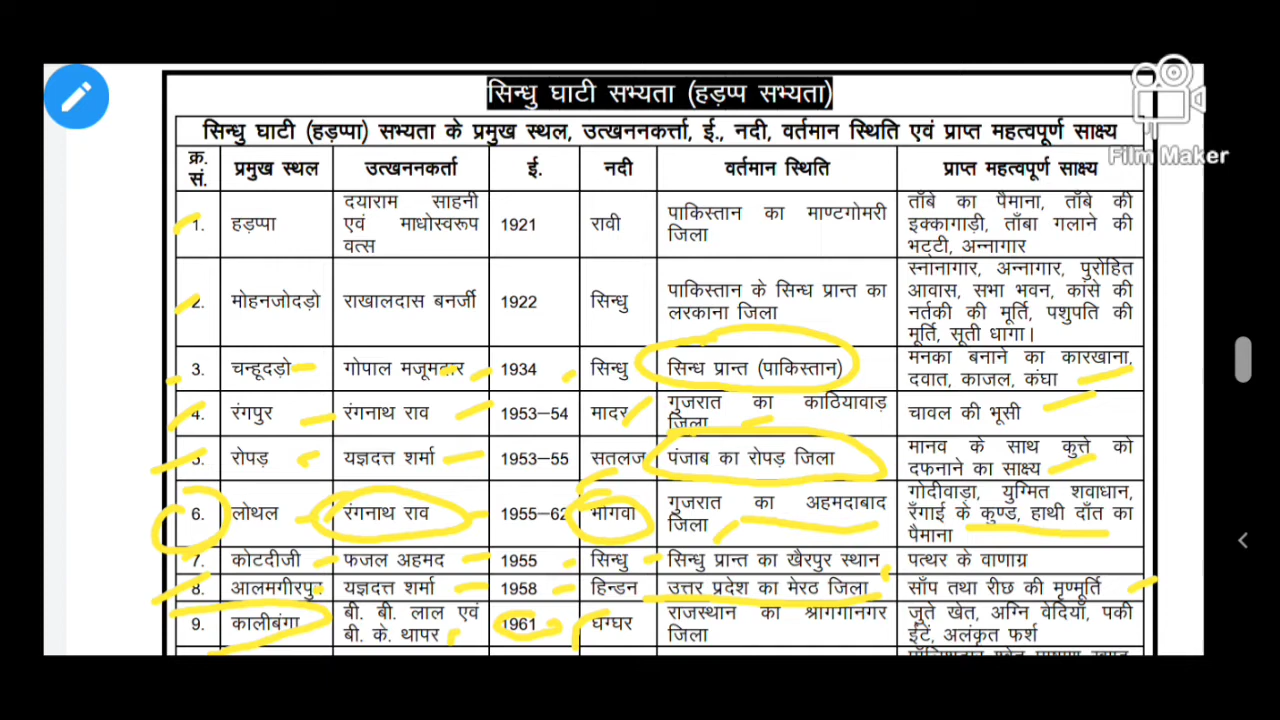 सिन्धु घाटी सभ्यता (हड़प्प सभ्यता)
सिन्धु घाटी (हड़प्पा) सभ्यता के प्रमुख स्थल, उत्खननकर्त्ता, ई., नदी, वर्तमान स्थिति एवं प्राप्त महत्वपूर्ण साक्ष्य
Film Maker
क्र. सं. प्रमुख स्थल उत्खननकर्ता ई. नदी वर्तमान स्थिति प्राप्त महत्वपूर्ण साक्ष्य
1. हड़प्पा
दयाराम साहनी
एवं माधोस्वरूप
वत्स
1921 रावी
पाकिस्तान का माण्टगोमरी
जिला
ताँबे का पैमाना, ताँबे की
इक्कागाड़ी, ताँबा गलाने की
भट्टी, अन्नागार
2. मोहनजोदड़ो राखालदास बनर्जी 1922 सिन्धु
पाकिस्तान के सिन्ध प्रान्त का
लरकाना जिला
स्नानागार, अन्नागार, पुरोहित
आवास, सभा भवन, कांसे की
नर्तकी की मूर्ति, पशुपति की
मूर्ति, सूती धागा।
3. चन्हूदड़ो गोपाल मजूमदार 1934 सिन्धु सिन्ध प्रान्त (पाकिस्तान)
मनका बनाने का कारखाना,
दवात, काजल, कंघा
4. रंगपुर रंगनाथ राव 1953–54 मादर
गुजरात का काठियावाड़
जिला
चावल की भूसी
5. रोपड़ यज्ञदत्त शर्मा 1953–55 सतलज पंजाब का रोपड़ जिला
मानव के साथ कुत्ते को
दफनाने का साक्ष्य
6. लोथल रंगनाथ राव 1955–62 भोगवा
गुजरात का अहमदाबाद
जिला
गोदीवाड़ा, युग्मित शवाधान,
रँगाई के कुण्ड, हाथी दाँत का
पैमाना
7. कोटदीजी फजल अहमद 1955 सिन्धु सिन्धु प्रान्त का खैरपुर स्थान पत्थर के वाणाग्र
8. आलमगीरपुर यज्ञदत्त शर्मा 1958 हिन्डन उत्तर प्रदेश का मेरठ जिला साँप तथा रीछ की मृण्मूर्ति
9. कालीबंगा
बी. बी. लाल एवं
बी. के. थापर
1961 घग्घर
राजस्थान का श्रीगंगानगर
जिला
जुते खेत, अग्नि वेदियाँ, पकी
ईंटें, अलंकृत फर्श